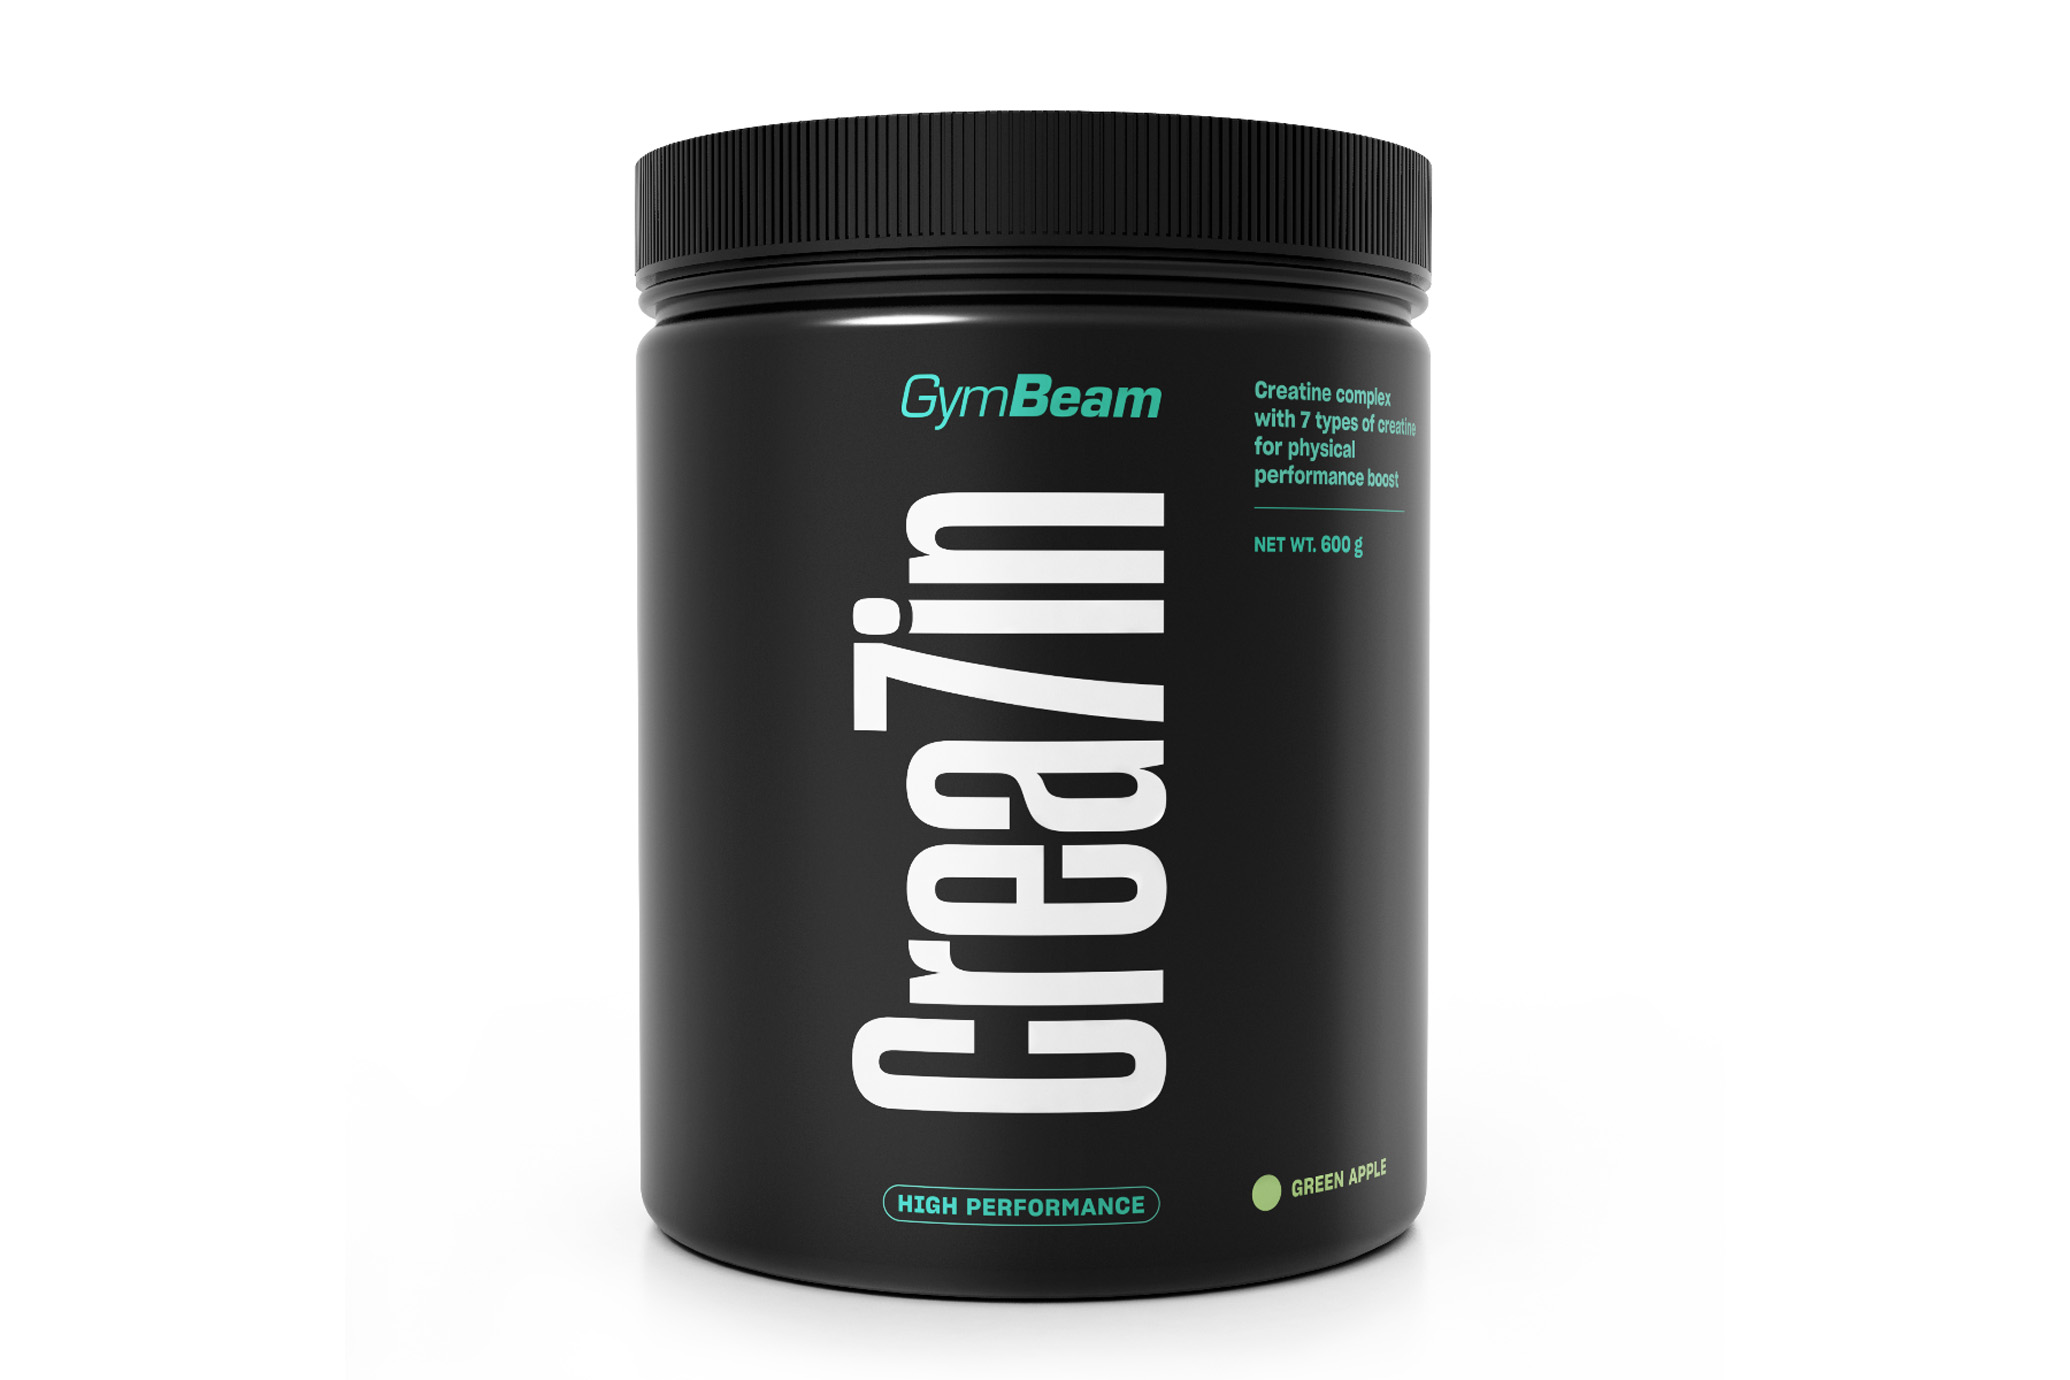 GymBeam
Creatine complex
with 7 types of creatine
for physical
performance boost
NET WT. 600 g
Crea7in
HIGH PERFORMANCE
GREEN APPLE